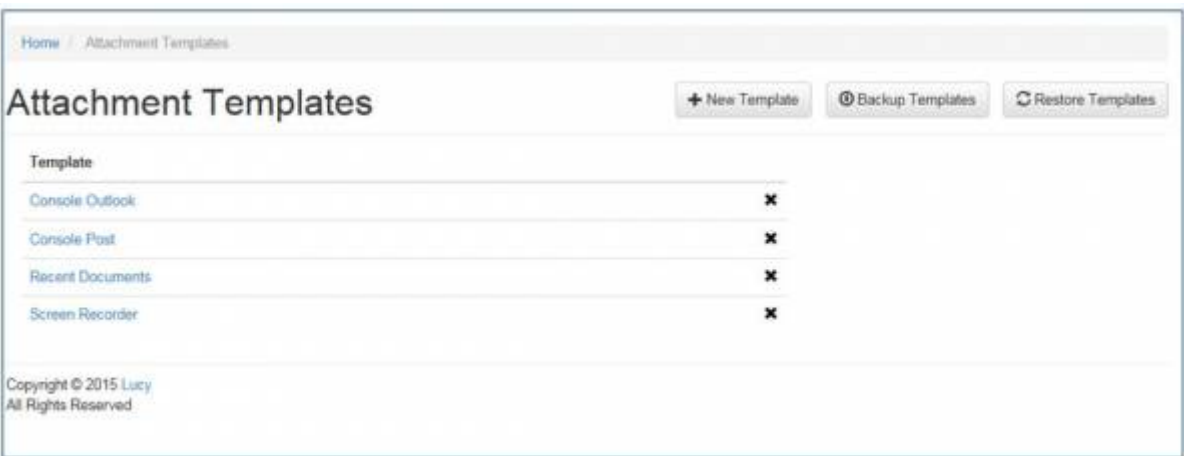 Home / Attachment Templates
Attachment Templates
New Template
Backup Templates
Restore Templates
Template
Console Outlook
Console Post
Recent Documents
Screen Recorder
Copyright © 2015 Lucy
All Rights Reserved